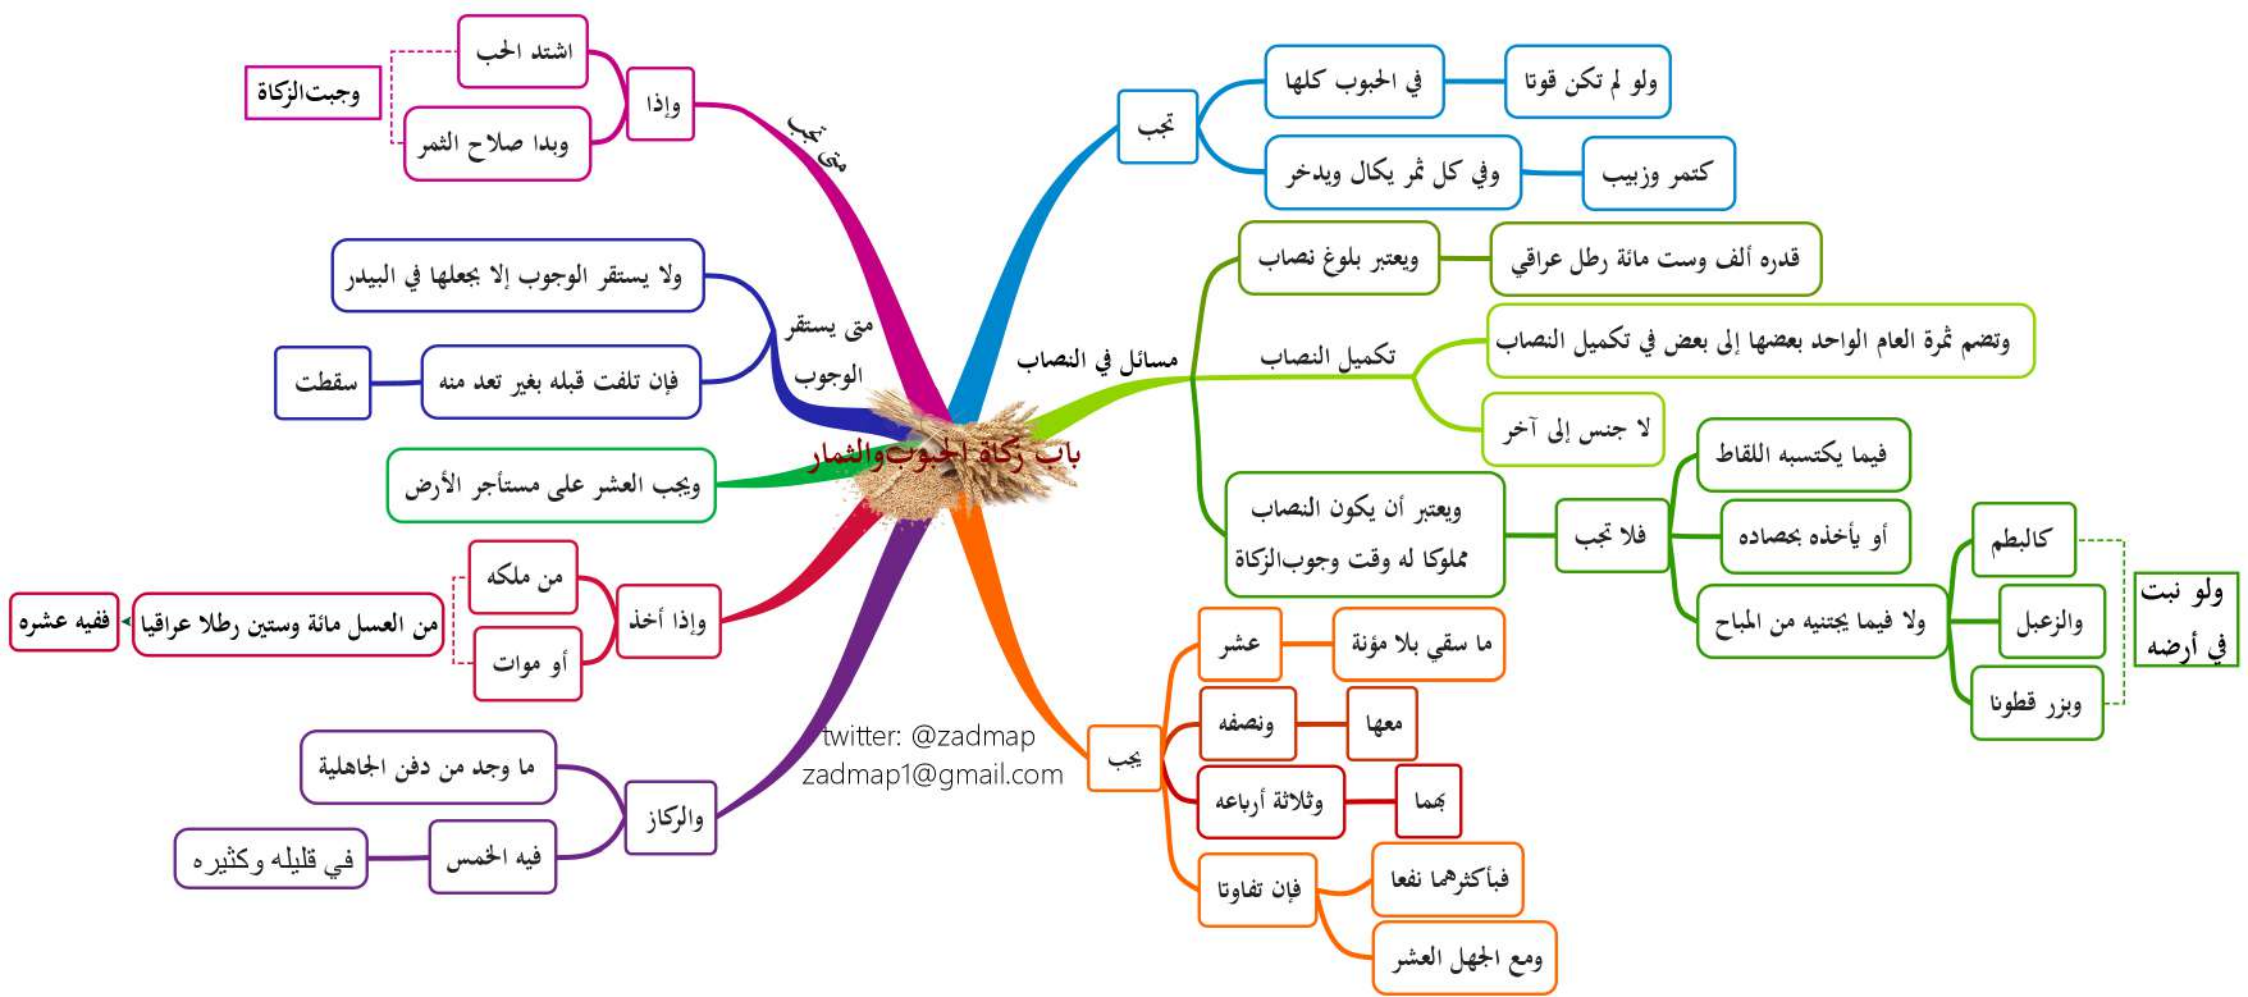 باب زكاة الحبوب والثمار
تجب
في الحبوب كلها
ولو لم تكن قوتا
وفي كل ثمر يكال ويدخر
كتمر وزبيب
مسائل في النصاب
ويعتبر بلوغ نصاب
قدره ألف وست مائة رطل عراقي
تكميل النصاب
وتضم ثمرة العام الواحد بعضها إلى بعض في تكميل النصاب
لا جنس إلى آخر
ويعتبر أن يكون النصاب
مملوكا له وقت وجوب الزكاة
فلا تجب
فيما يكتسبه اللقاط
أو يأخذه بحصاده
ولا فيما يجتنيه من المباح
كالبطم
والزعبل
وبزر قطونا
ولو نبت
في أرضه
يجب
عشر
ما سقي بلا مؤنة
ونصفه
معها
وثلاثة أرباعه
بهما
فإن تفاوتا
فبأكثرهما نفعا
ومع الجهل العشر
متى تجب
وإذا
اشتد الحب
وبدا صلاح الثمر
وجبت الزكاة
متى يستقر
الوجوب
ولا يستقر الوجوب إلا بجعلها في البيدر
فإن تلفت قبله بغير تعد منه
سقطت
ويجب العشر على مستأجر الأرض
وإذا أخذ
من ملكه
أو موات
من العسل مائة وستين رطلا عراقيا
ففيه عشره
والركاز
ما وجد من دفن الجاهلية
فيه الخمس
في قليله وكثيره
twitter: @zadmap
zadmap1@gmail.com